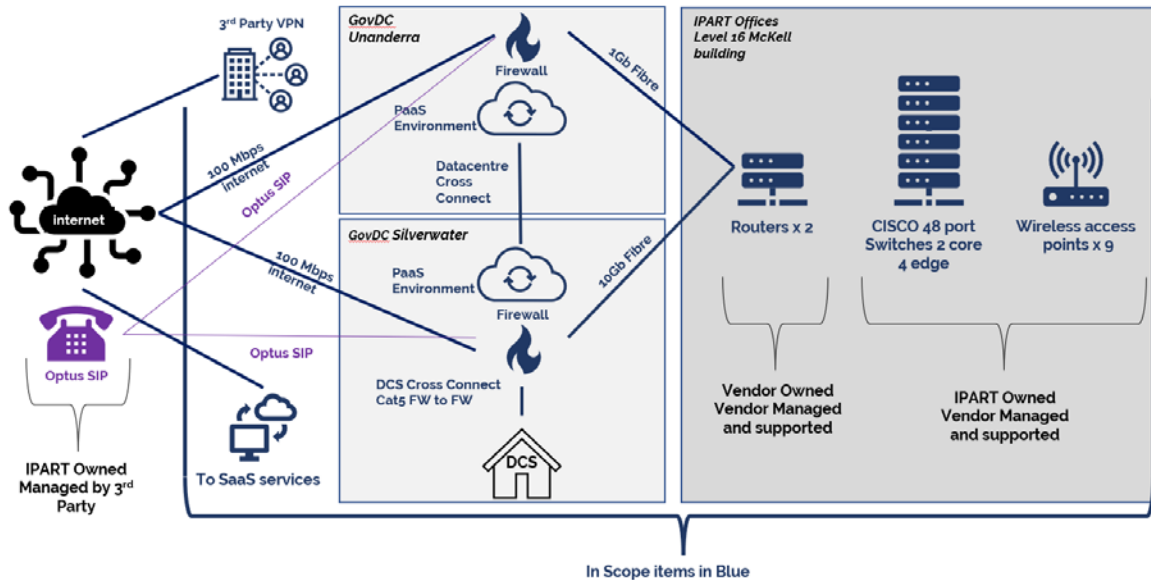 3rd Party VPN
internet
Optus SIP
IPART Owned
Managed by 3rd
Party
100 Mbps
internet
Optus SIP
100 Mbps
internet
Optus SIP
To SaaS services
GovDC
Unanderra
Firewall
PaaS
Environment
Datacentre
Cross
Connect
GovDC Silverwater
PaaS
Environment
Firewall
DCS Cross Connect
Cat5 FW to FW
DCS
1Gb Fibre
10Gb Fibre
IPART Offices
Level 16 McKell
building
Routers x 2
CISCO 48 port
Switches 2 core
4 edge
Wireless access
points x 9
Vendor Owned
Vendor Managed
and supported
IPART Owned
Vendor Managed
and supported
In Scope items in Blue